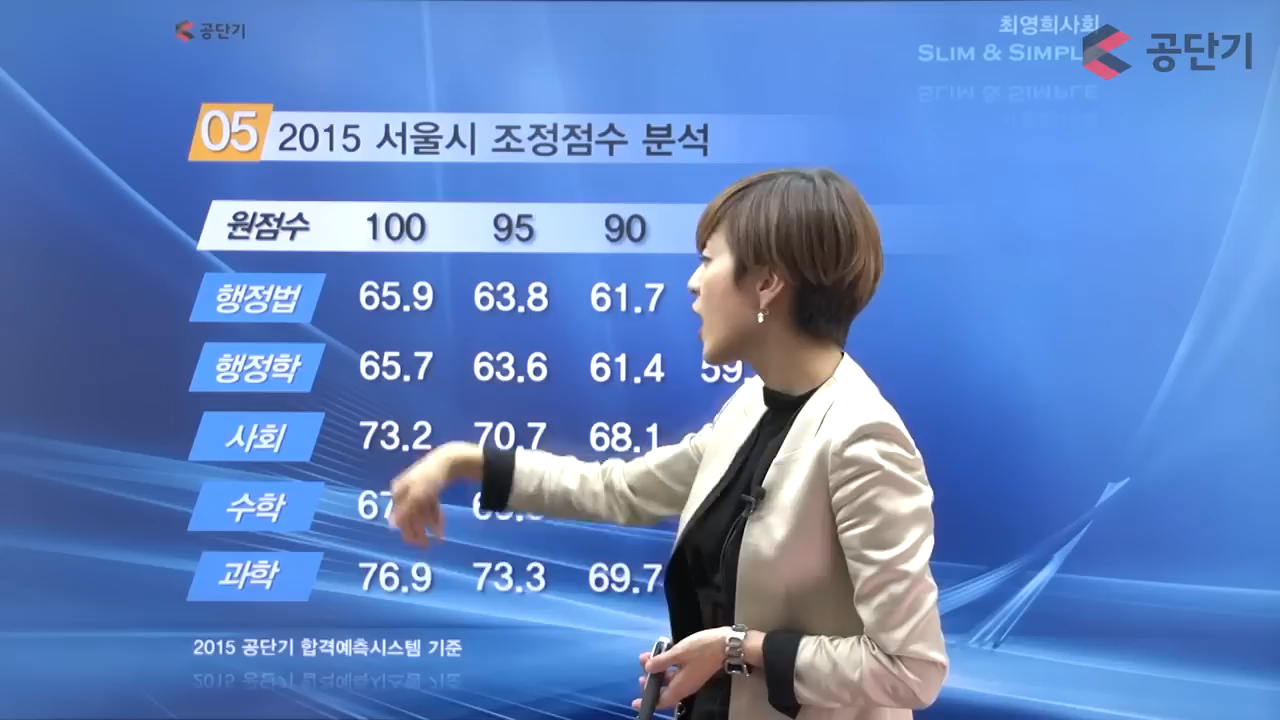 공단기
최영희사회
SLIM & SIMPLE
공단기
05 2015 서울시 조정점수 분석
원점수 100 95 90
행정법 65.9 63.8 61.7
행정학 65.7 63.6 61.4
사회 73.2 70.7 68.1
수학
과학 76.9 73.3 69.7
2015 공단기 합격예측시스템 기준